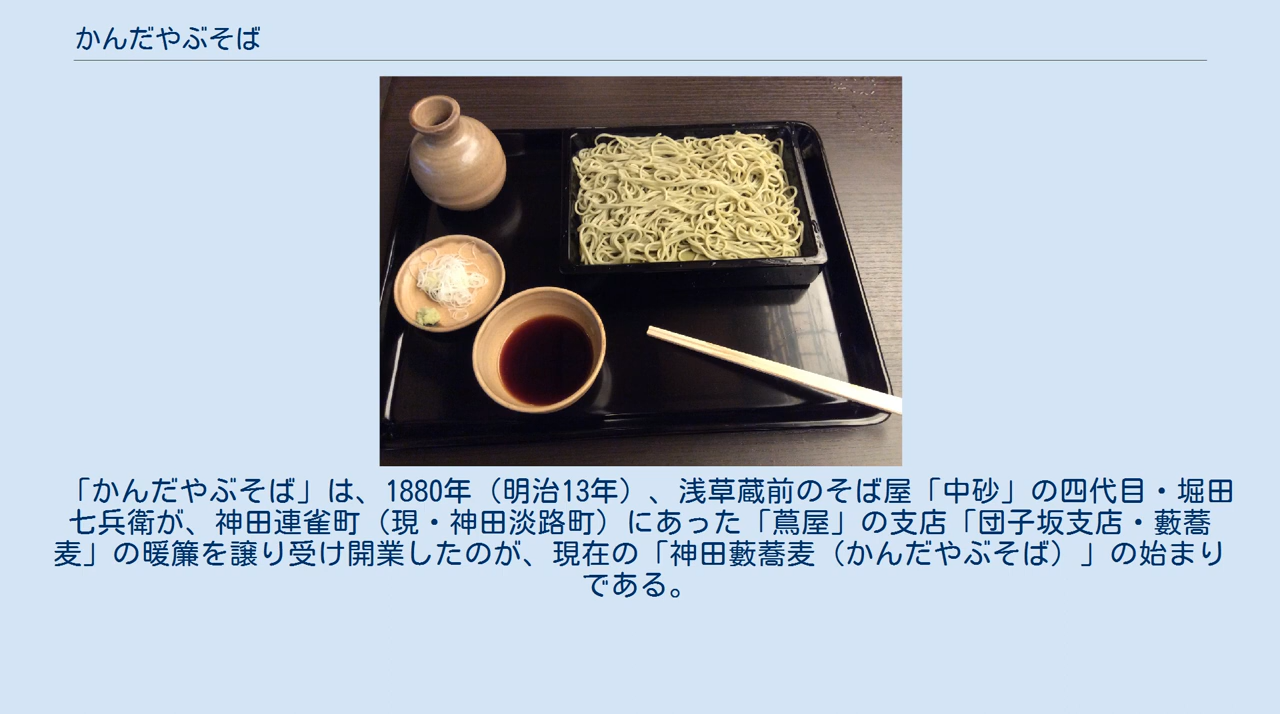 かんだやぶそば
「かんだやぶそば」は、1880年（明治13年）、浅草蔵前のそば屋「中砂」の四代目・堀田
七兵衛が、神田連雀町（現・神田淡路町）にあった「蔦屋」の支店「団子坂支店・藪蕎
麦」の暖簾を譲り受け開業したのが、現在の「神田藪蕎麦（かんだやぶそば）」の始まり
である。